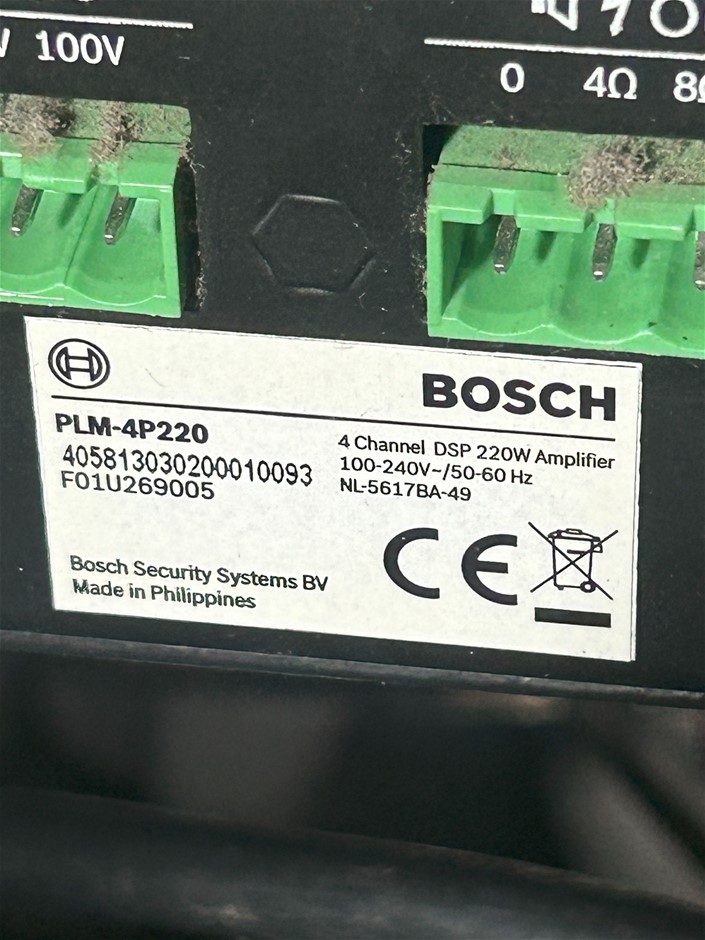 100V
0 4Ω 8Ω
BOSCH
PLM-4P220
405813030200010093
F01U269005
4 Channel DSP 220W Amplifier
100-240V~/50-60 Hz
NL-5617BA-49
CE
Bosch Security Systems BV
Made in Philippines